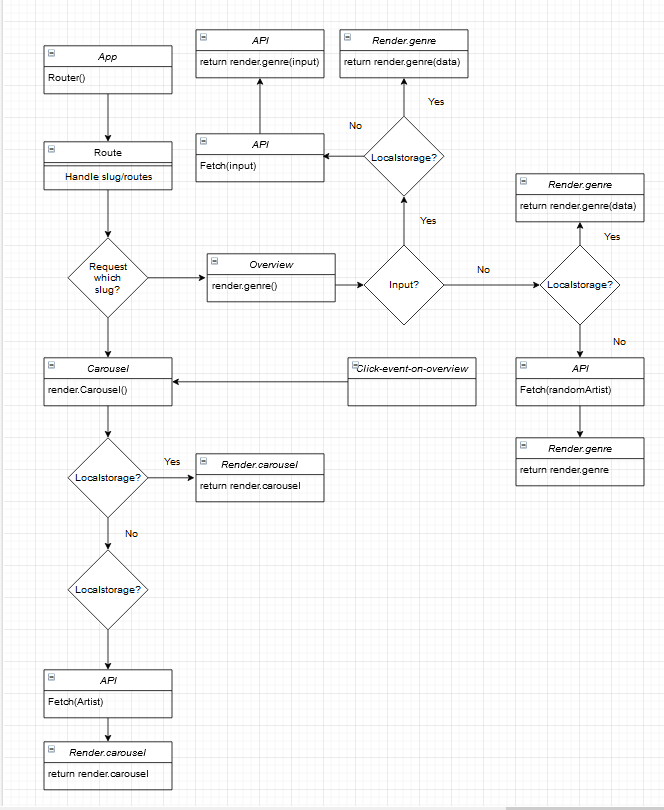 App
Router()
API
return render.genre(input)
Render.genre
return render.genre(data)
Yes
No
Route
Handle slug/routes
API
Fetch(input)
Localstorage?
Render.genre
return render.genre(data)
Yes
Yes
Request
which
slug?
Overview
render.genre()
Input?
No
Localstorage?
No
Carousel
render.Carousel()
Click-event-on-overview
API
Fetch(randomArtist)
Render.genre
return render.genre
Localstorage?
Yes
Render.carousel
return render.carousel
No
Localstorage?
API
Fetch(Artist)
Render.carousel
return render.carousel